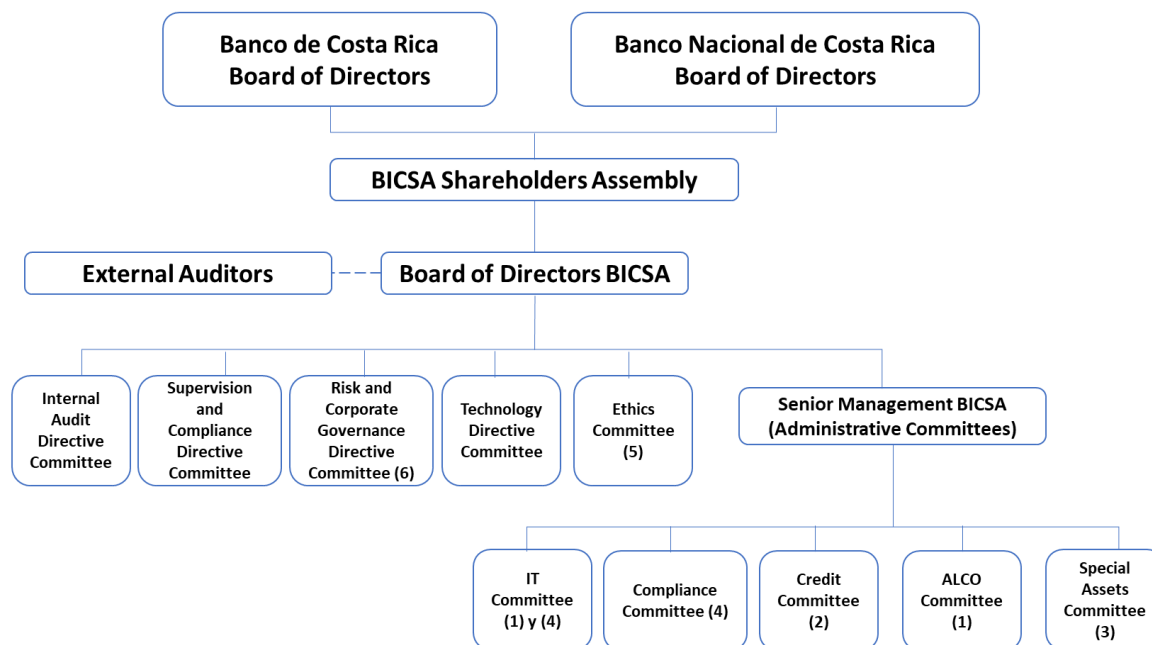 Banco de Costa Rica
Board of Directors
Banco Nacional de Costa Rica
Board of Directors
BICSA Shareholders Assembly
External Auditors
Board of Directors BICSA
Internal
Audit
Directive
Committee
Supervision
and
Compliance
Directive
Committee
Risk and
Corporate
Governance
Directive
Committee (6)
Technology
Directive
Committee
Ethics
Committee
(5)
Senior Management BICSA
(Administrative Committees)
IT
Committee
(1) y (4)
Compliance
Committee (4)
Credit
Committee
(2)
ALCO
Committee
(1)
Special
Assets
Committee
(3)